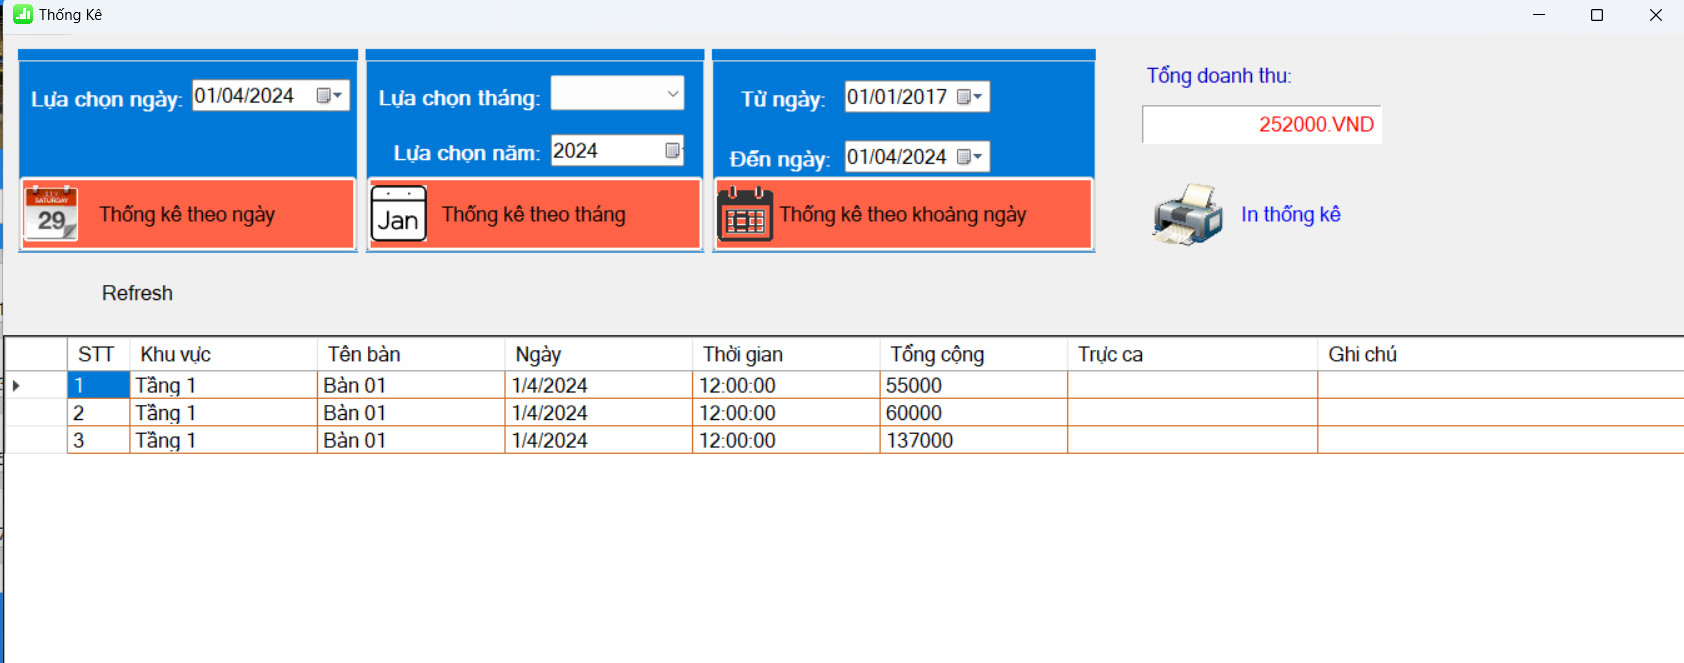 Thống Kê
Lựa chọn ngày: 01/04/2024
Lựa chọn tháng:
Lựa chọn năm: 2024
Từ ngày: 01/01/2017
Đến ngày: 01/04/2024
Tổng doanh thu:
252000.VND
JULY
SATURDAY
29
Thống kê theo ngày
Jan
Thống kê theo tháng
Thống kê theo khoảng ngày
In thống kê
Refresh
STT Khu vực Tên bàn Ngày Thời gian Tổng cộng Trực ca Ghi chú
1 Tầng 1 Bàn 01 1/4/2024 12:00:00 55000
2 Tầng 1 Bàn 01 1/4/2024 12:00:00 60000
3 Tầng 1 Bàn 01 1/4/2024 12:00:00 137000